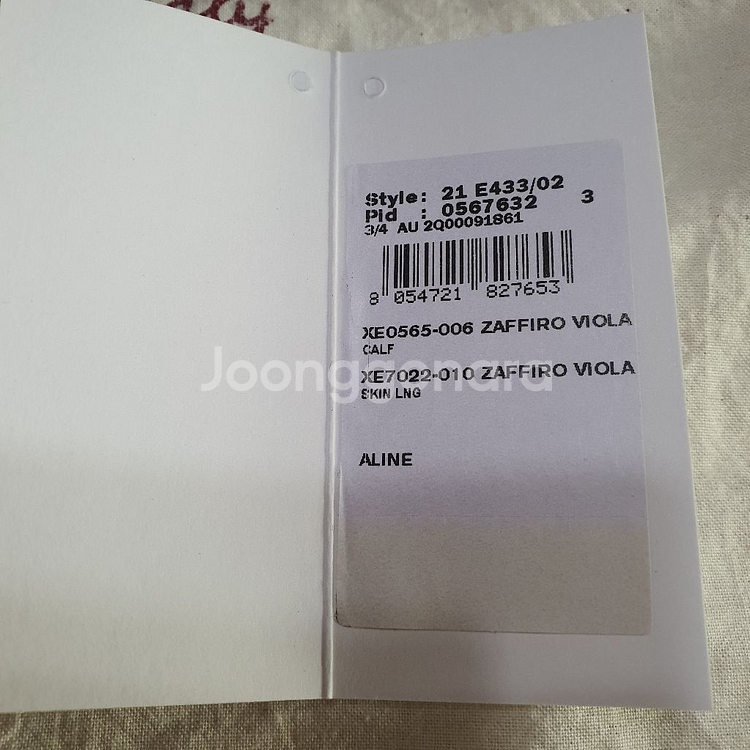 Style: 21 E433/02
Pid : 0567632 3
3/4 AU 2Q00091861
8 054721 827653
XE0565-006 ZAFFIRO VIOLA
CALF
XE7022-010 ZAFFIRO VIOLA
SKIN LNG
Joonggonara
ALINE